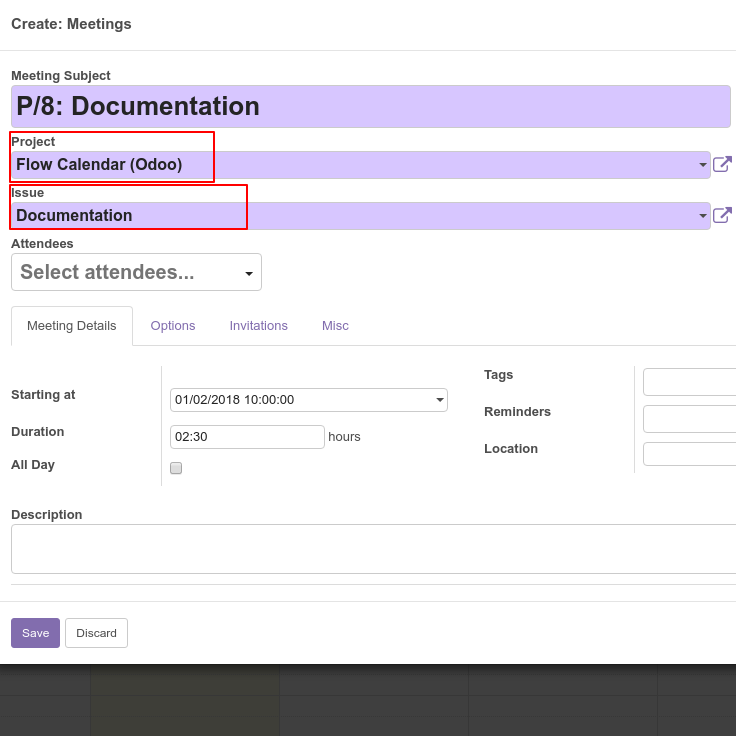 Create: Meetings
Meeting Subject
P/8: Documentation
Project
Flow Calendar (Odoo)
Issue
Documentation
Attendees
Select attendees...
Meeting Details Options Invitations Misc
Starting at 01/02/2018 10:00:00
Duration 02:30 hours
All Day
Tags
Reminders
Location
Description
Save Discard